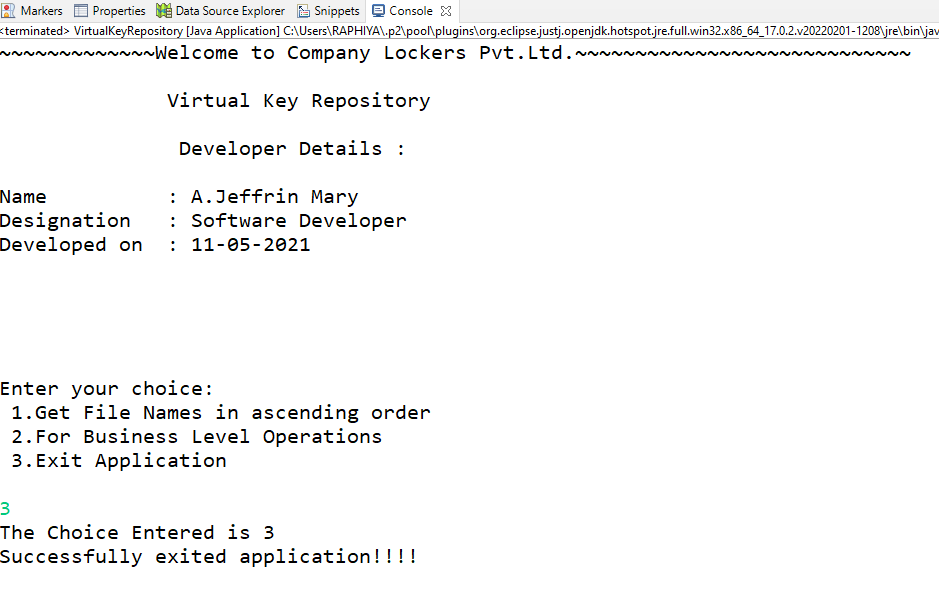 Markers Properties Data Source Explorer Snippets Console
<terminated> VirtualKeyRepository [Java Application] C:\Users\RAPHIYA\.p2\pool\plugins\org.eclipse.justj.openjdk.hotspot.jre.full.win32.x86_64_17.0.2.v20220201-1208\jre\bin\jav
~~~~~~~~~~~~~Welcome to Company Lockers Pvt.Ltd.~~~~~~~~~~~~~~~~~~~~~~~~~~~~
Virtual Key Repository
Developer Details :
Name : A.Jeffrin Mary
Designation : Software Developer
Developed on : 11-05-2021
Enter your choice:
1.Get File Names in ascending order
2.For Business Level Operations
3.Exit Application
3
The Choice Entered is 3
Successfully exited application!!!!